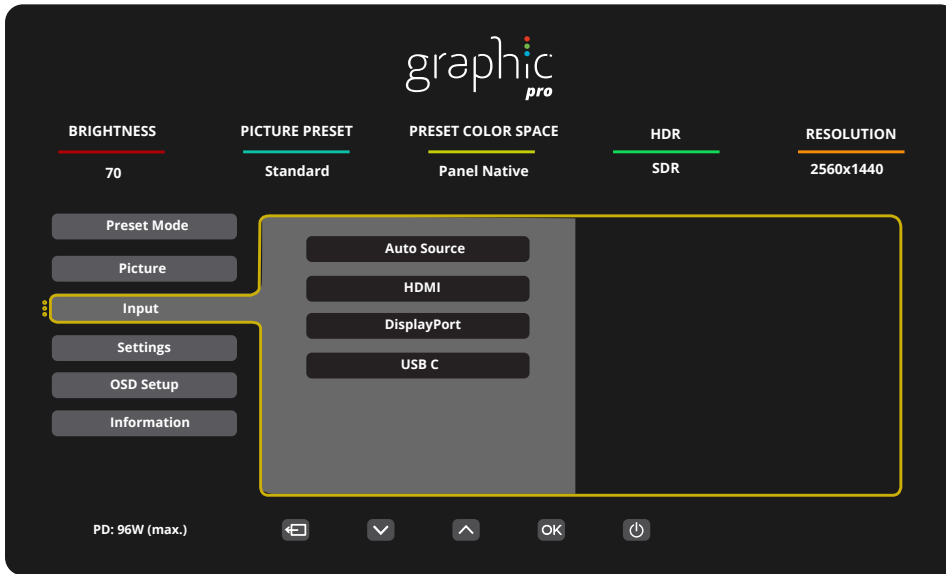 graphic
pro
BRIGHTNESS
PICTURE PRESET
PRESET COLOR SPACE
HDR
RESOLUTION
70
Standard
Panel Native
SDR
2560x1440
Preset Mode
Picture
Input
Settings
OSD Setup
Information
Auto Source
HDMI
DisplayPort
USB C
PD: 96W (max.)
OK